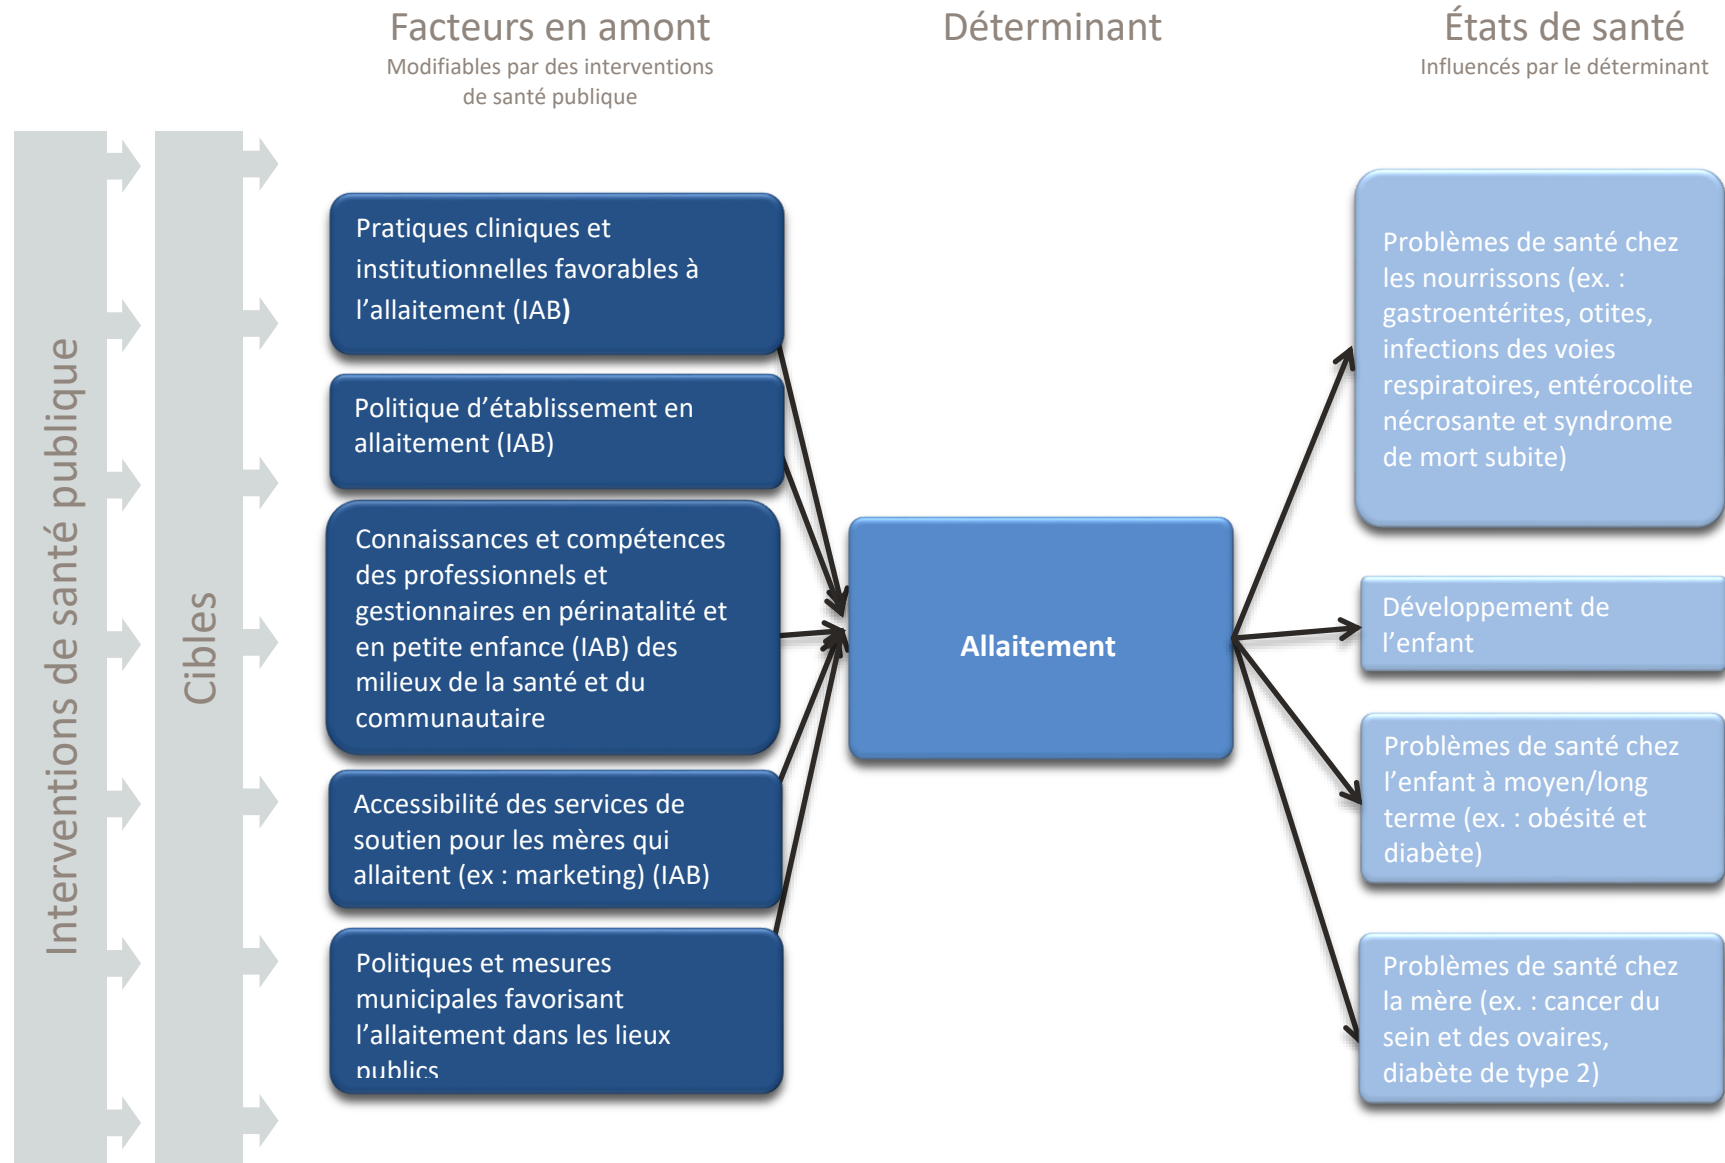 Facteurs en amont
Modifiables par des interventions
de santé publique
Déterminant
États de santé
Influencés par le déterminant
Interventions de santé publique
Cibles
Pratiques cliniques et
institutionnelles favorables à
l’allaitement (IAB)
Politique d’établissement en
allaitement (IAB)
Connaissances et compétences
des professionnels et
gestionnaires en périnatalité et
en petite enfance (IAB) des
milieux de la santé et du
communautaire
Accessibilité des services de
soutien pour les mères qui
allaitent (ex : marketing) (IAB)
Politiques et mesures
municipales favorisant
l’allaitement dans les lieux
publics
Allaitement
Problèmes de santé chez
les nourrissons (ex. :
gastroentérites, otites,
infections des voies
respiratoires, entérocolite
nécrosante et syndrome
de mort subite)
Développement de
l’enfant
Problèmes de santé chez
l’enfant à moyen/long
terme (ex. : obésité et
diabète)
Problèmes de santé chez
la mère (ex. : cancer du
sein et des ovaires,
diabète de type 2)